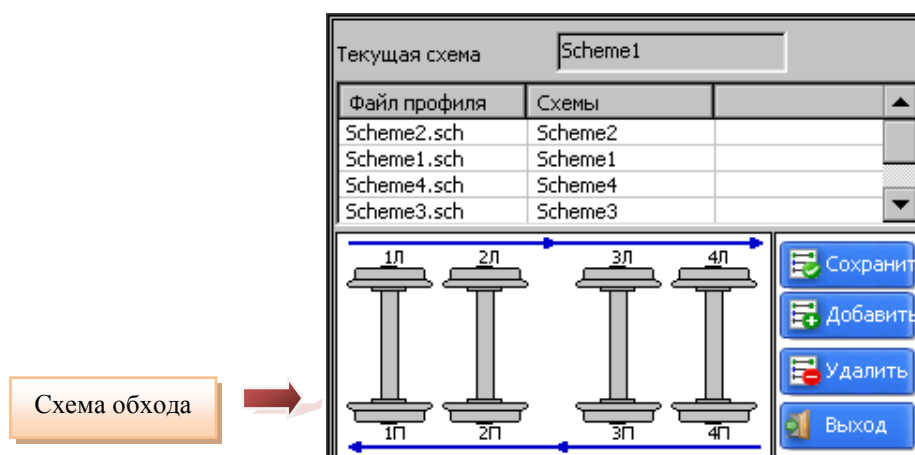 Текущая схема Scheme1
Файл профиля Схемы
Scheme2.sch Scheme2
Scheme1.sch Scheme1
Scheme4.sch Scheme4
Scheme3.sch Scheme3
1Л 2Л 3Л 4Л
1П 2П 3П 4П
Сохранит
Добавить
Удалить
Выход
Схема обхода